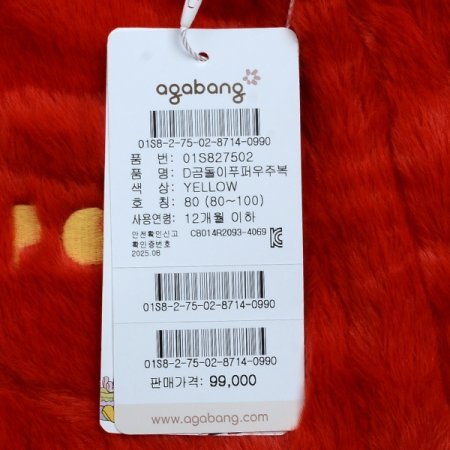 agabang
01S8-2-75-02-8714-0990
품 번: 01S827502
품 명: D곰돌이푸퍼우주복
색 상: YELLOW
호 칭: 80 (80~100)
사용연령: 12개월 이하
안전확인신고 확인증번호 CB014R2093-4069
2025.08
01S8-2-75-02-8714-0990
01S8-2-75-02-8714-0990
판매가격: 99,000
www.agabang.com